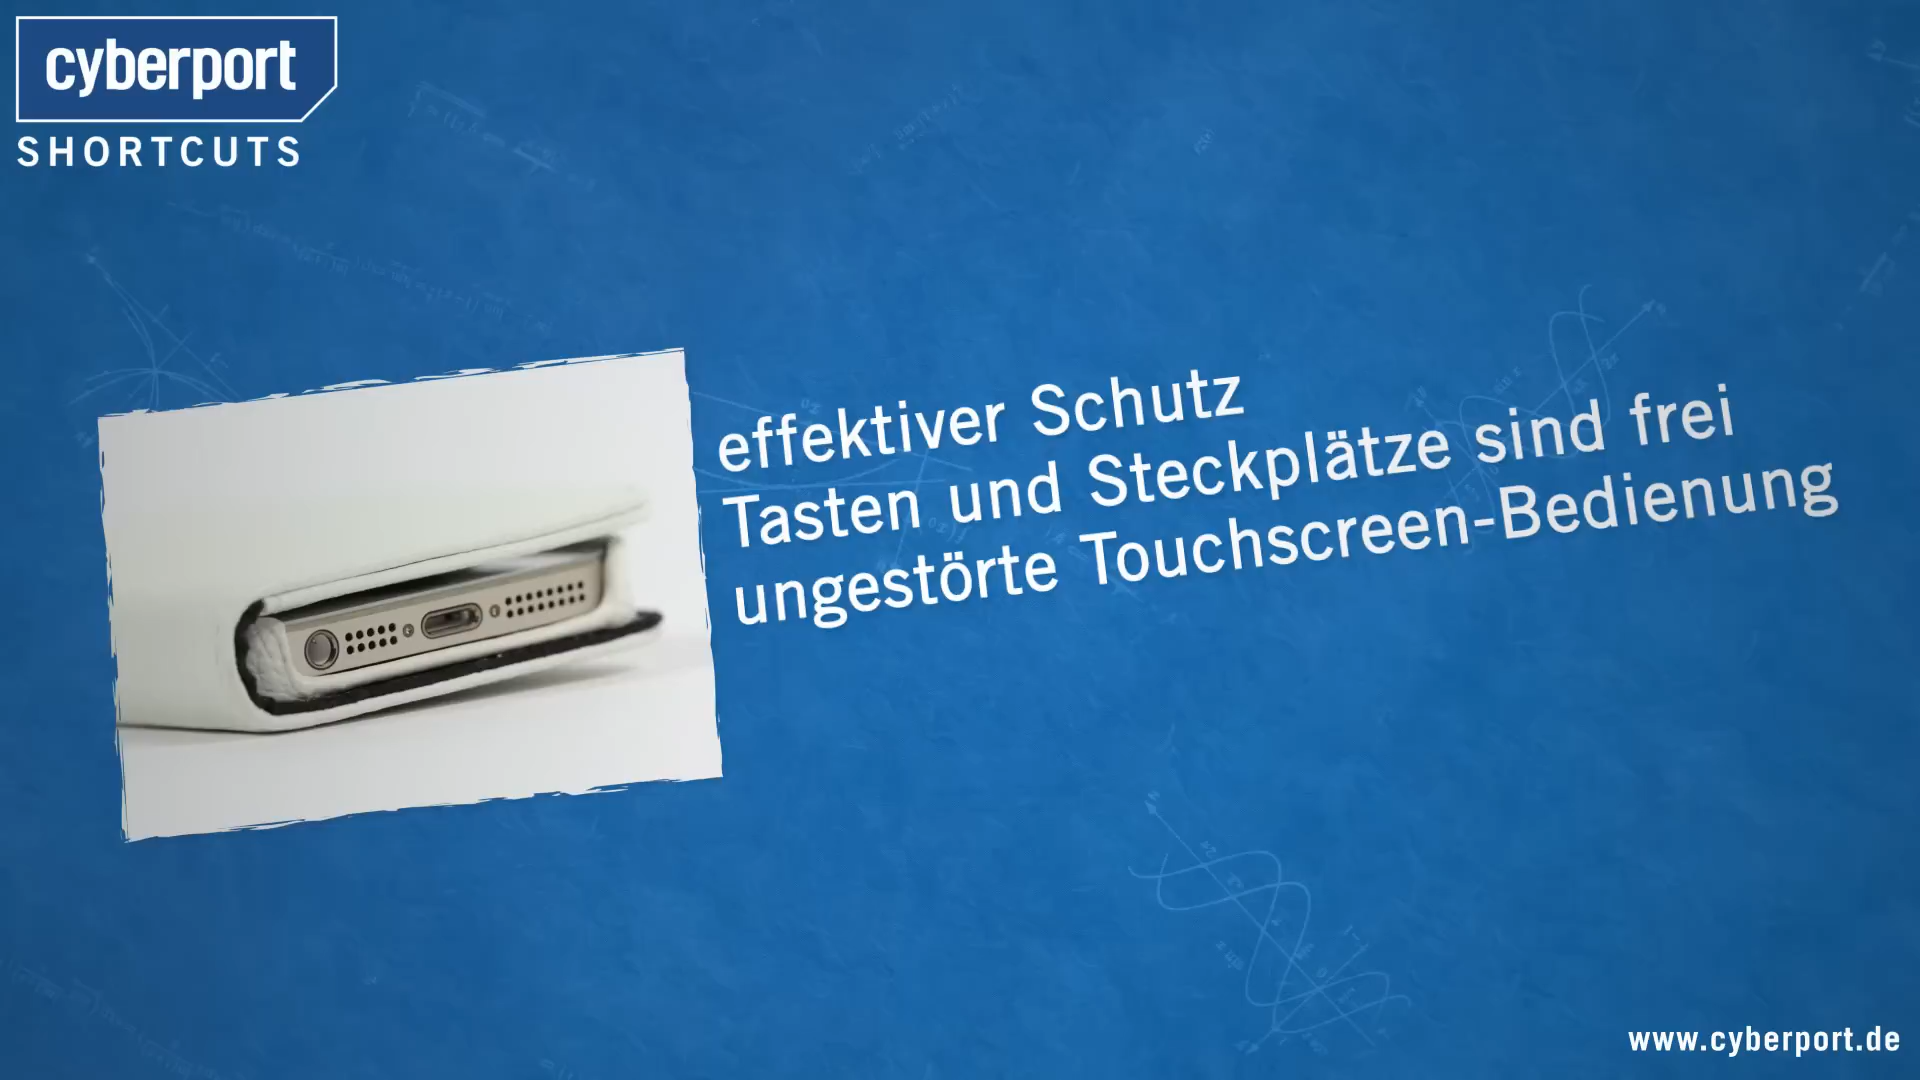 cyberport
SHORTCUTS
effektiver Schutz
Tasten und Steckplätze sind frei
ungestörte Touchscreen-Bedienung
www.cyberport.de